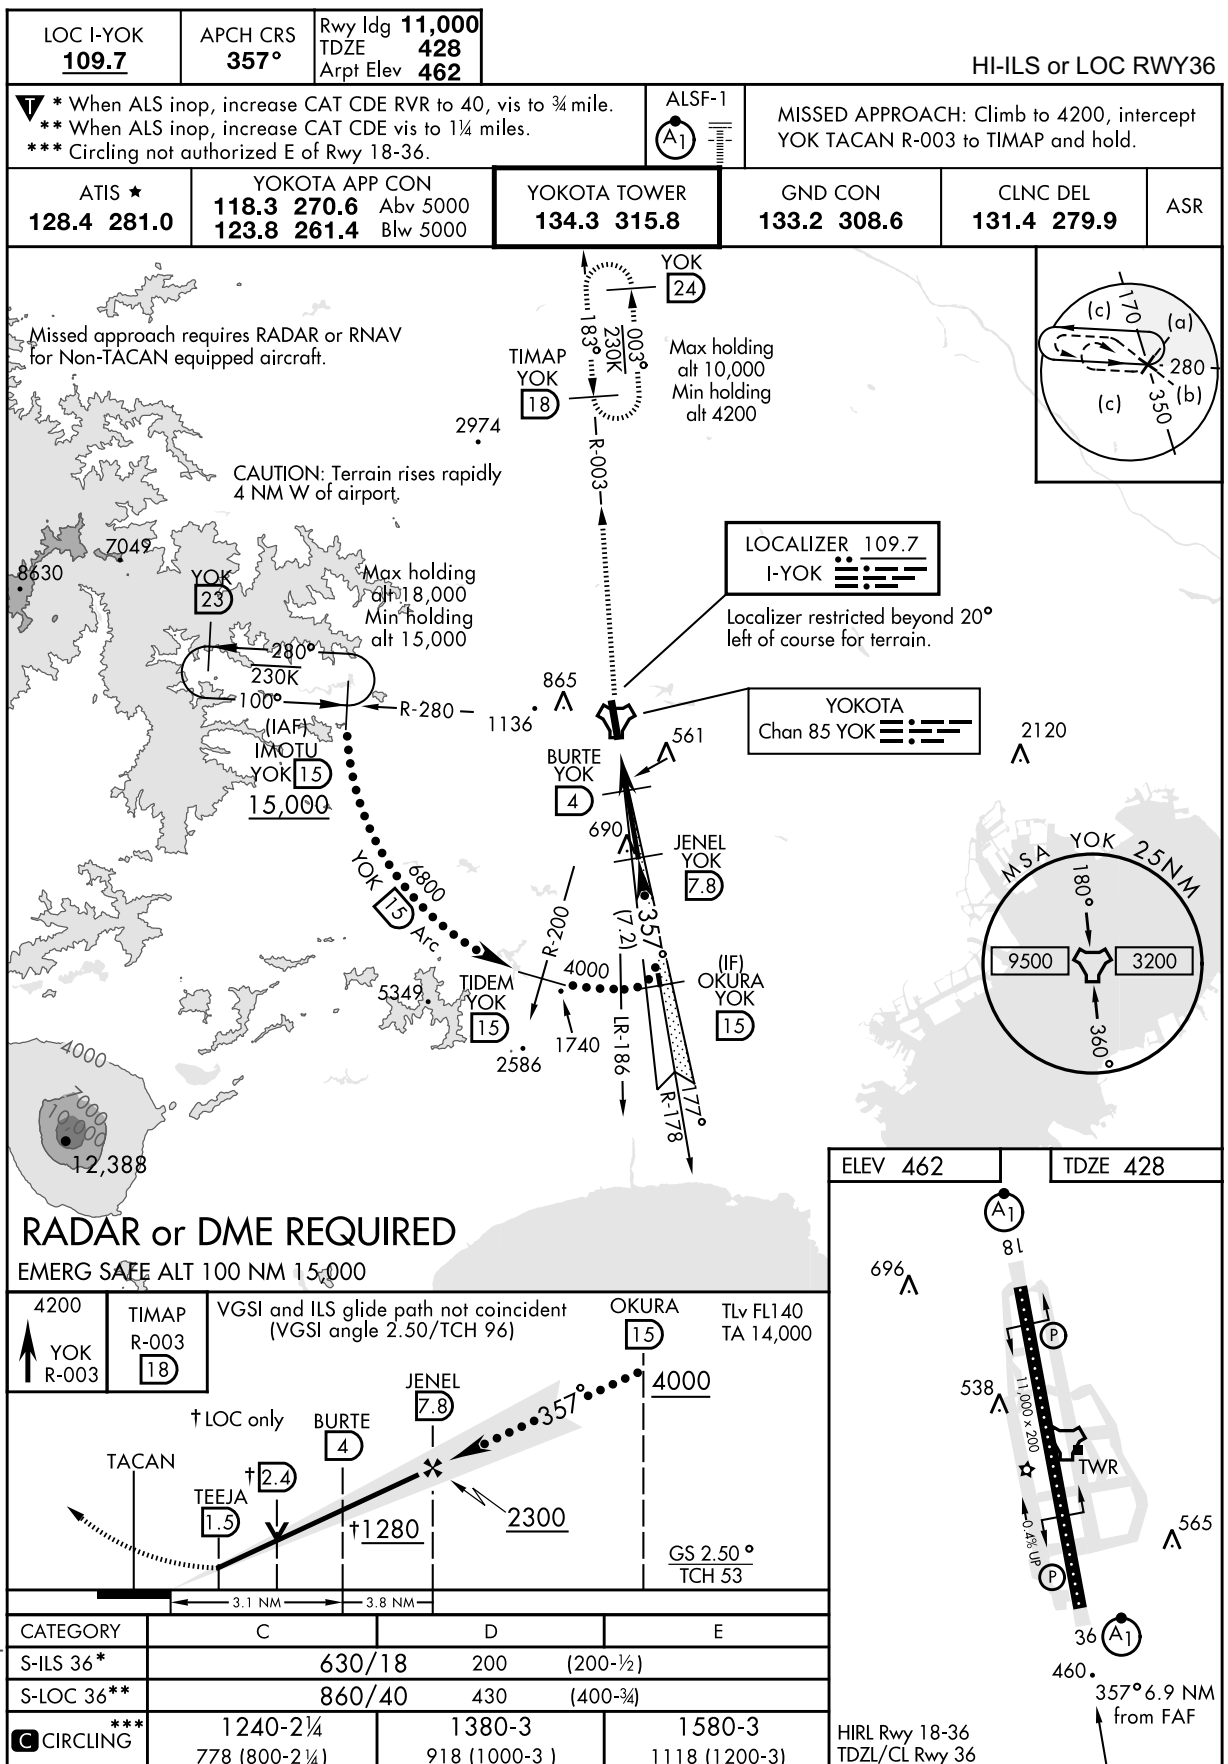 LOC I-YOK
109.7
APCH CRS
357°
Rwy ldg 11,000
TDZE 428
Arpt Elev 462
HI-ILS or LOC RWY36
T
* When ALS inop, increase CAT CDE RVR to 40, vis to ¾ mile.
** When ALS inop, increase CAT CDE vis to 1¼ miles.
*** Circling not authorized E of Rwy 18-36.
ALSF-1
A1
MISSED APPROACH: Climb to 4200, intercept
YOK TACAN R-003 to TIMAP and hold.
ATIS ★
128.4 281.0
YOKOTA APP CON
118.3 270.6 Abv 5000
123.8 261.4 Blw 5000
YOKOTA TOWER
134.3 315.8
GND CON
133.2 308.6
CLNC DEL
131.4 279.9
ASR
Missed approach requires RADAR or RNAV
for Non-TACAN equipped aircraft.
YOK
24
183°
230K
003°
TIMAP
YOK
18
Max holding
alt 10,000
Min holding
alt 4200
170
(c)
(a)
280
(b)
(c)
350
2974
R-003
CAUTION: Terrain rises rapidly
4 NM W of airport.
7049
8630
LOCALIZER 109.7
I-YOK
Localizer restricted beyond 20°
left of course for terrain.
YOK
23
Max holding
alt 18,000
Min holding
alt 15,000
280°
230K
100°
R-280
865
1136
YOKOTA
Chan 85 YOK
561
2120
(IAF)
IMOTU
YOK 15
15,000
BURTE
YOK
4
690
JENEL
YOK
7.8
6800
YOK 15 Arc
R-200
(7.2)
357°
MSA YOK 25NM
180°
9500
3200
360°
5349
TIDEM
YOK
15
4000
(IF)
OKURA
YOK
15
1740
2586
LR-186
R-178
177°
4000
7000
10000
12,388
RADAR or DME REQUIRED
EMERG SAFE ALT 100 NM 15,000
ELEV 462
TDZE 428
A1
18
696
P
538
11,000 x 200
TWR
0.4% UP
565
P
36
A1
460
357° 6.9 NM
from FAF
HIRL Rwy 18-36
TDZL/CL Rwy 36
4200
YOK
R-003
TIMAP
R-003
18
VGSI and ILS glide path not coincident
(VGSI angle 2.50/TCH 96)
OKURA
15
TLv FL140
TA 14,000
4000
357°
JENEL
7.8
† LOC only
BURTE
4
TACAN
† 2.4
TEEJA
1.5
†1280
2300
GS 2.50°
TCH 53
3.1 NM
3.8 NM
CATEGORY C D E
S-ILS 36* 630/18 200 (200-½)
S-LOC 36** 860/40 430 (400-¾)
C CIRCLING*** 1240-2¼ 1380-3 1580-3
778 (800-2¼) 918 (1000-3) 1118 (1200-3)